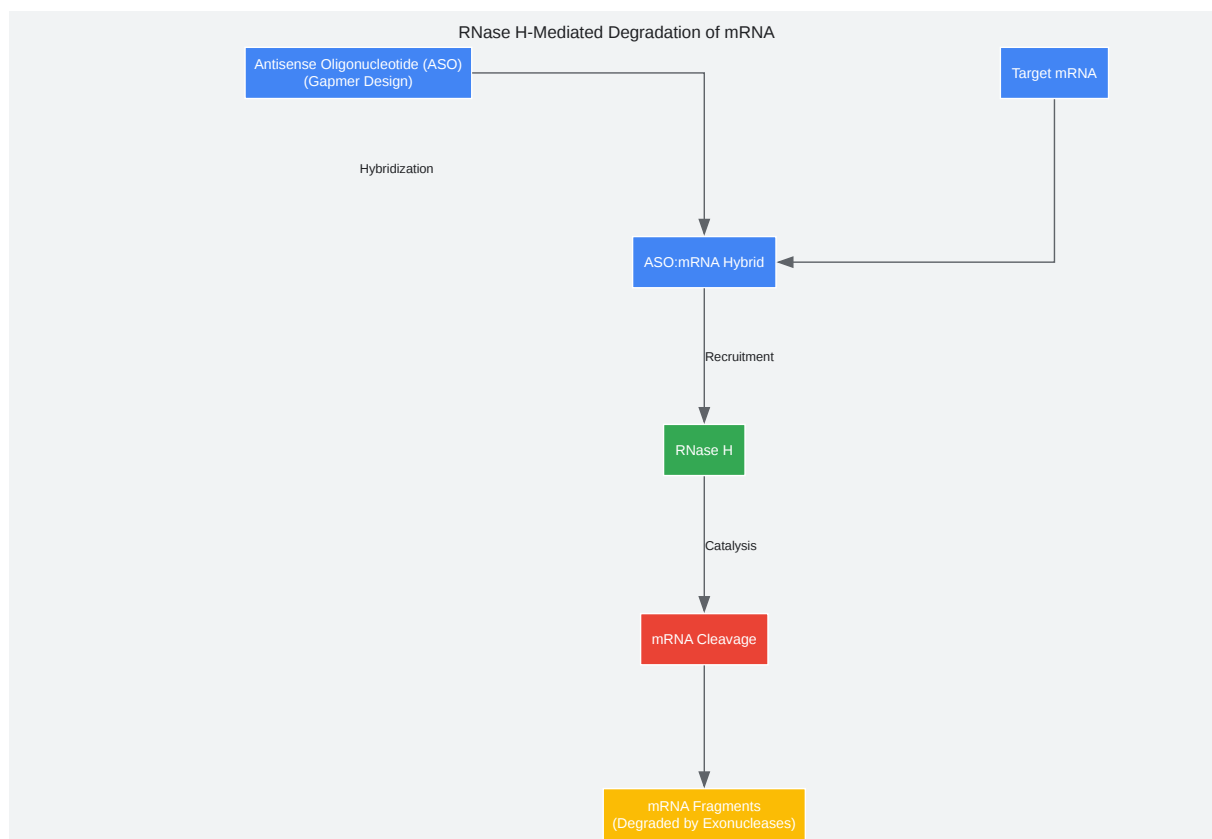 RNase H-Mediated Degradation of mRNA
Antisense Oligonucleotide (ASO)
(Gapmer Design)
Target mRNA
Hybridization
ASO:mRNA Hybrid
Recruitment
RNase H
Catalysis
mRNA Cleavage
mRNA Fragments
(Degraded by Exonucleases)